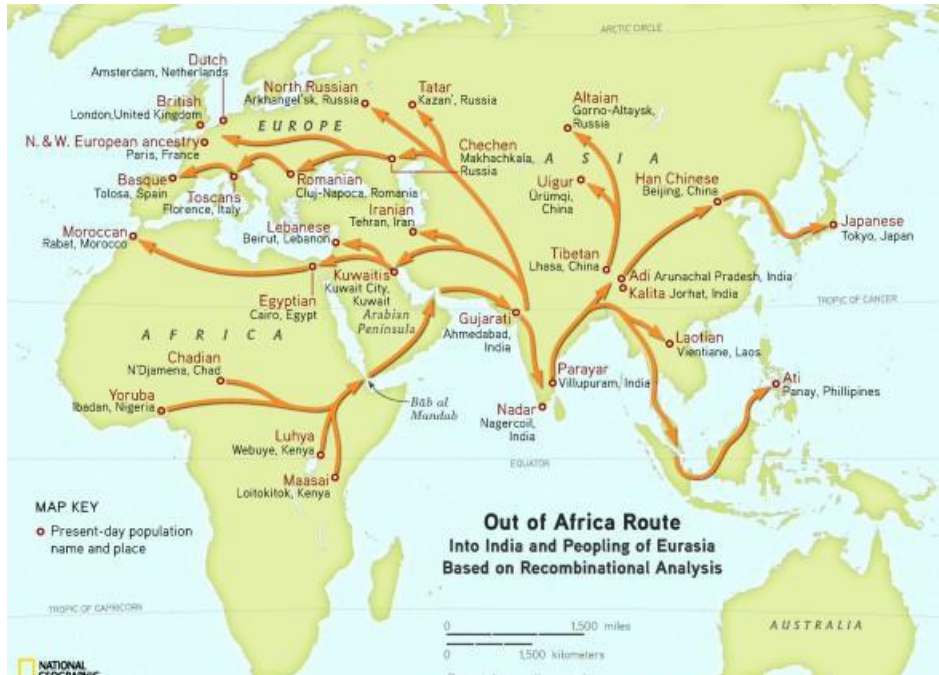 ARCTIC CIRCLE
Dutch
Amsterdam, Netherlands
British
London,United Kingdom
N. & W. European ancestry
Paris, France
EUROPE
North Russian
Arkhangel'sk, Russia
Tatar
Kazan', Russia
Altaian
Gorno-Altaysk,
Russia
Chechen
Makhachkala,
Russia
ASIA
Basque
Tolosa, Spain
Toscans
Florence, Italy
Romanian
Cluj-Napoca, Romania
Uigur
Ürümqi,
China
Han Chinese
Beijing, China
Japanese
Tokyo, Japan
Moroccan
Rabat, Morocco
Lebanese
Beirut, Lebanon
Iranian
Tehran, Iran
Tibetan
Lhasa, China
Adi Arunachal Pradesh, India
Kalita Jorhat, India
TROPIC OF CANCER
Egyptian
Cairo, Egypt
Kuwaitis
Kuwait City,
Kuwait
Arabian
Peninsula
Gujarati
Ahmedabad,
India
AFRICA
Laotian
Vientiane, Laos
Chadian
N'Djamena, Chad
Yoruba
Ibadan, Nigeria
Bāb al
Mandab
Parayar
Villupuram, India
Nadar
Nagercoil,
India
Ati
Panay, Phillipines
Luhya
Webuye, Kenya
Maasai
Loitokitok, Kenya
EQUATOR
MAP KEY
Present-day population
name and place
Out of Africa Route
Into India and Peopling of Eurasia
Based on Recombinational Analysis
TROPIC OF CAPRICORN
0 1,500 miles
0 1,500 kilometers
AUSTRALIA
NATIONAL